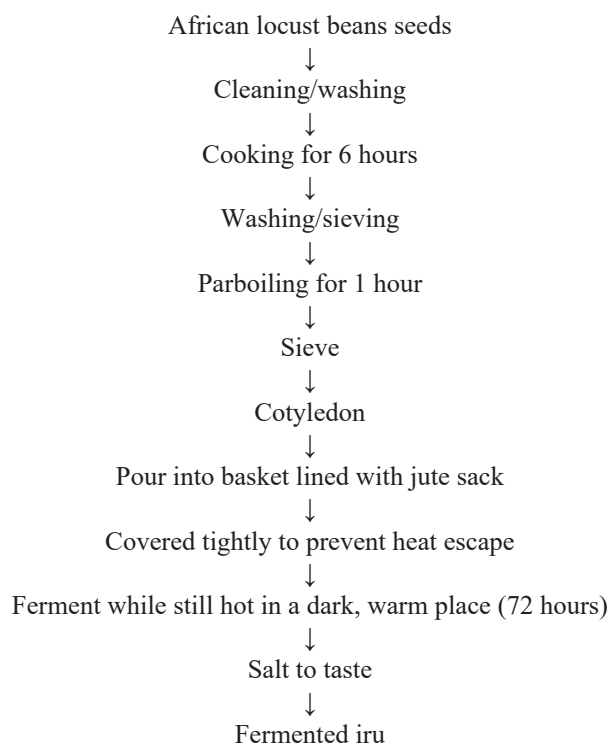 African locust beans seeds
↓
Cleaning/washing
↓
Cooking for 6 hours
↓
Washing/sieving
↓
Parboiling for 1 hour
↓
Sieve
↓
Cotyledon
↓
Pour into basket lined with jute sack
↓
Covered tightly to prevent heat escape
↓
Ferment while still hot in a dark, warm place (72 hours)
↓
Salt to taste
↓
Fermented iru